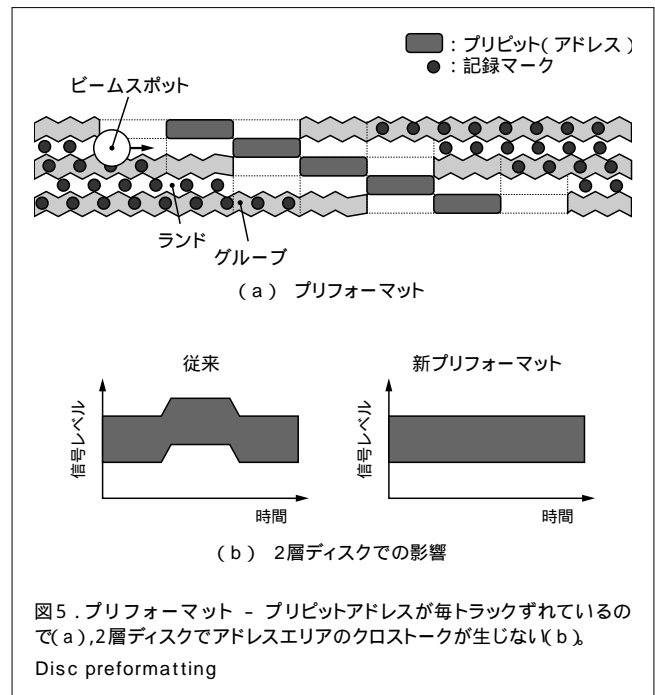 ：プリピット（アドレス）
：記録マーク
ビームスポット
ランド
グルーブ
（a） プリフォーマット
従来
新プリフォーマット
信号レベル
時間
信号レベル
時間
（b） 2層ディスクでの影響
図5．プリフォーマット － プリピットアドレスが毎トラックずれているの
で（a），2層ディスクでアドレスエリアのクロストークが生じない（b）。
Disc preformatting